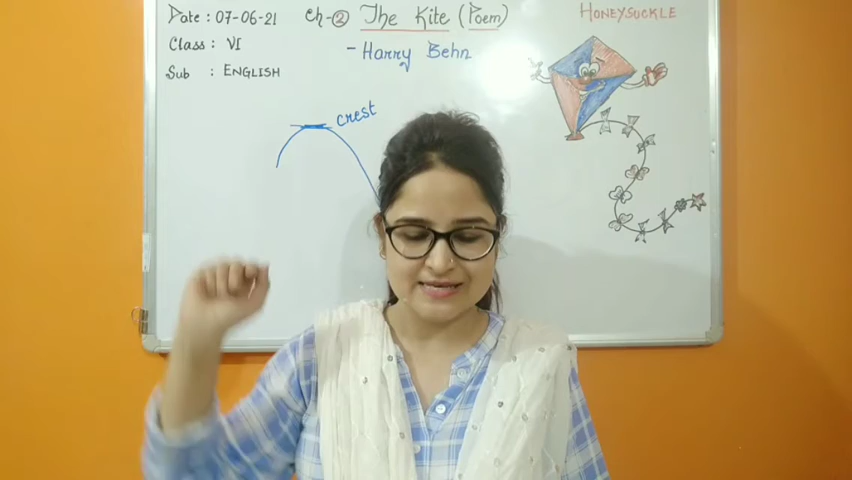 Date : 07-06-21
Class : VI
Sub : ENGLISH
Ch-② The Kite (Poem)
- Harry Behn
HONEYSUCKLE
crest